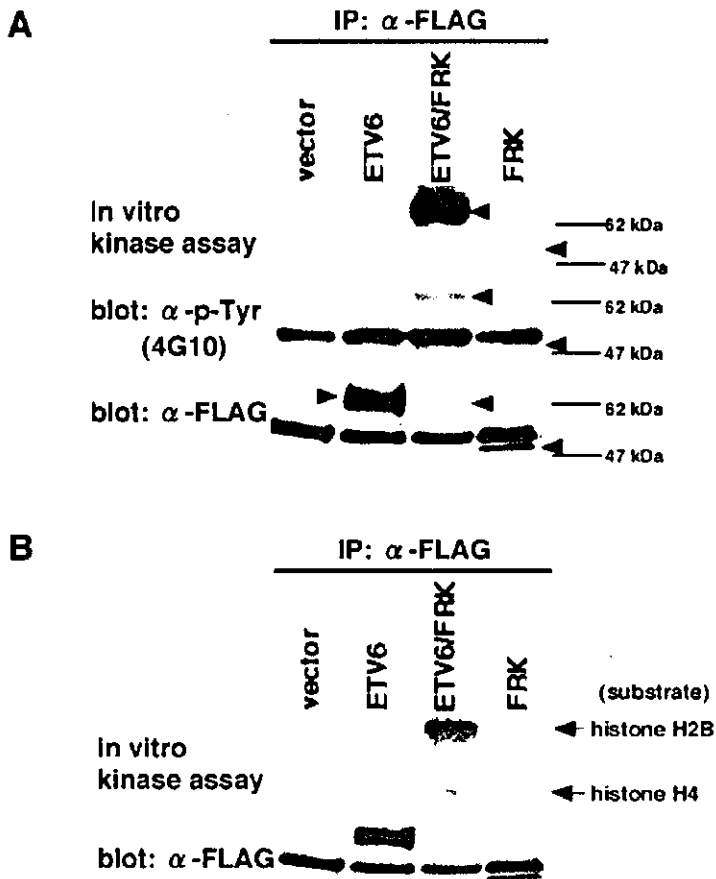 A
IP: α-FLAG
vector
ETV6
ETV6/FRK
FRK
In vitro
kinase assay
62 kDa
47 kDa
blot: α-p-Tyr
(4G10)
62 kDa
47 kDa
blot: α-FLAG
62 kDa
47 kDa
B
IP: α-FLAG
vector
ETV6
ETV6/FRK
FRK
(substrate)
In vitro
kinase assay
histone H2B
histone H4
blot: α-FLAG